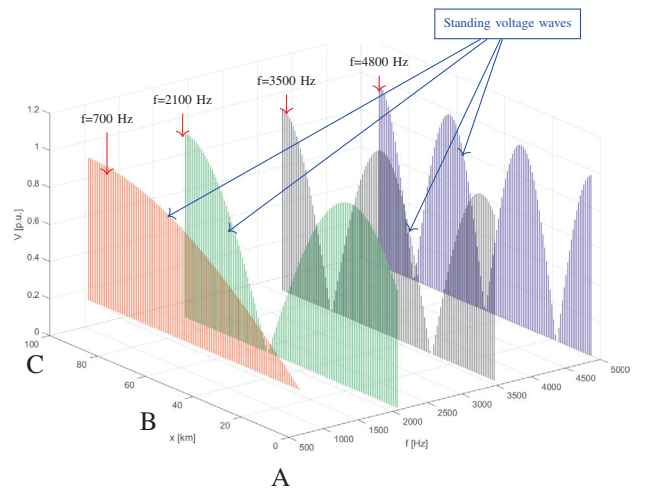 Standing voltage waves
f=4800 Hz
f=3500 Hz
f=2100 Hz
f=700 Hz
1.2
1
0.8
0.6
0.4
0.2
0
V [p.u.]
100
80
60
40
20
0
x [km]
500
1000
1500
2000
2500
3000
3500
4000
4500
5000
f [Hz]
C
B
A